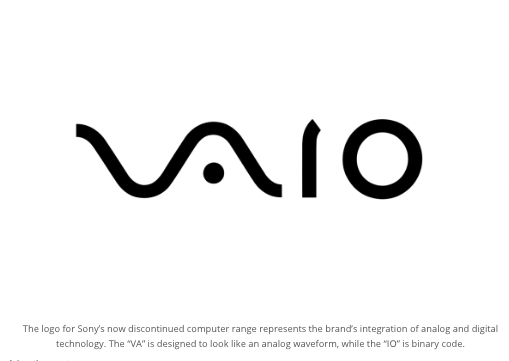 VAIO
The logo for Sony's now discontinued computer range represents the brand's integration of analog and digital
technology. The “VA” is designed to look like an analog waveform, while the “IO” is binary code.